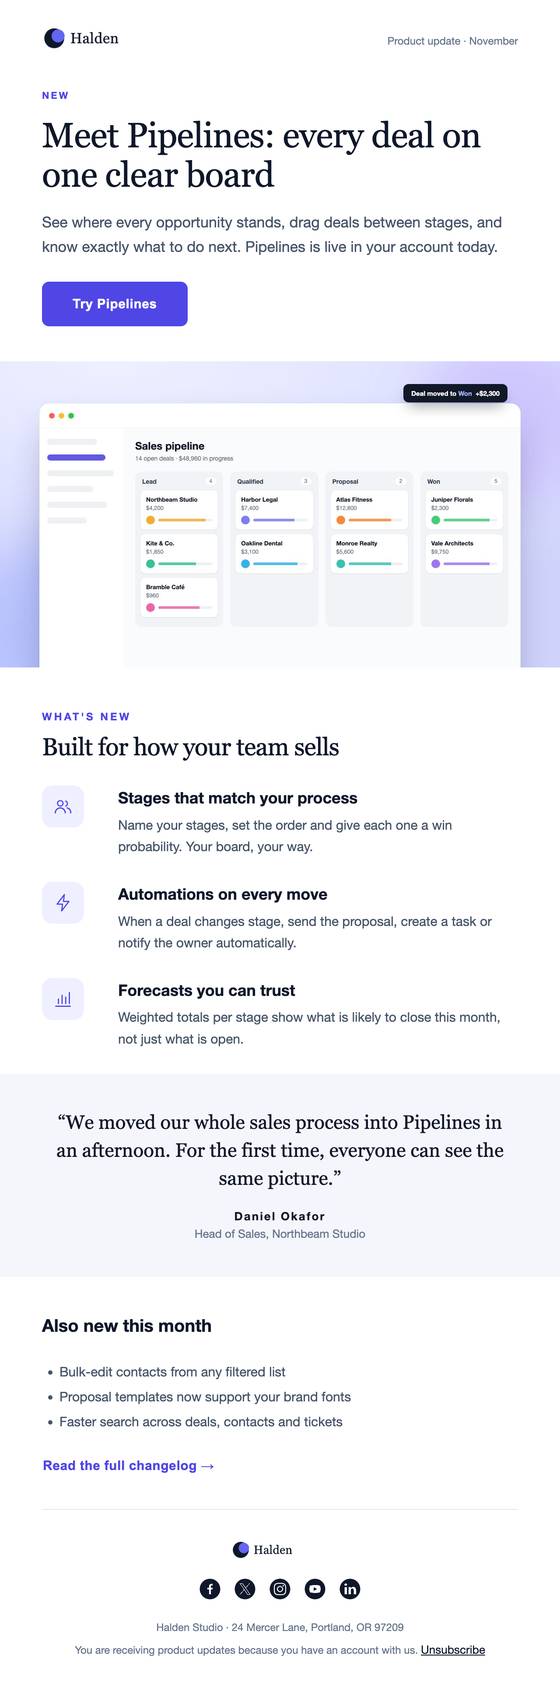 Halden
Product update · November
NEW
Meet Pipelines: every deal on
one clear board
See where every opportunity stands, drag deals between stages, and
know exactly what to do next. Pipelines is live in your account today.
Try Pipelines
Deal moved to Won +$2,300
Sales pipeline
14 open deals · $48,960 in progress
Lead 4
Northbeam Studio
$4,200
Kite & Co.
$1,850
Bramble Café
$960
Qualified 3
Harbor Legal
$7,400
Oakline Dental
$3,100
Proposal 2
Atlas Fitness
$12,800
Monroe Realty
$5,600
Won 5
Juniper Florals
$2,300
Vale Architects
$9,750
WHAT'S NEW
Built for how your team sells
Stages that match your process
Name your stages, set the order and give each one a win
probability. Your board, your way.
Automations on every move
When a deal changes stage, send the proposal, create a task or
notify the owner automatically.
Forecasts you can trust
Weighted totals per stage show what is likely to close this month,
not just what is open.
“We moved our whole sales process into Pipelines in
an afternoon. For the first time, everyone can see the
same picture.”
Daniel Okafor
Head of Sales, Northbeam Studio
Also new this month
• Bulk-edit contacts from any filtered list
• Proposal templates now support your brand fonts
• Faster search across deals, contacts and tickets
Read the full changelog →
Halden
Halden Studio · 24 Mercer Lane, Portland, OR 97209
You are receiving product updates because you have an account with us. Unsubscribe